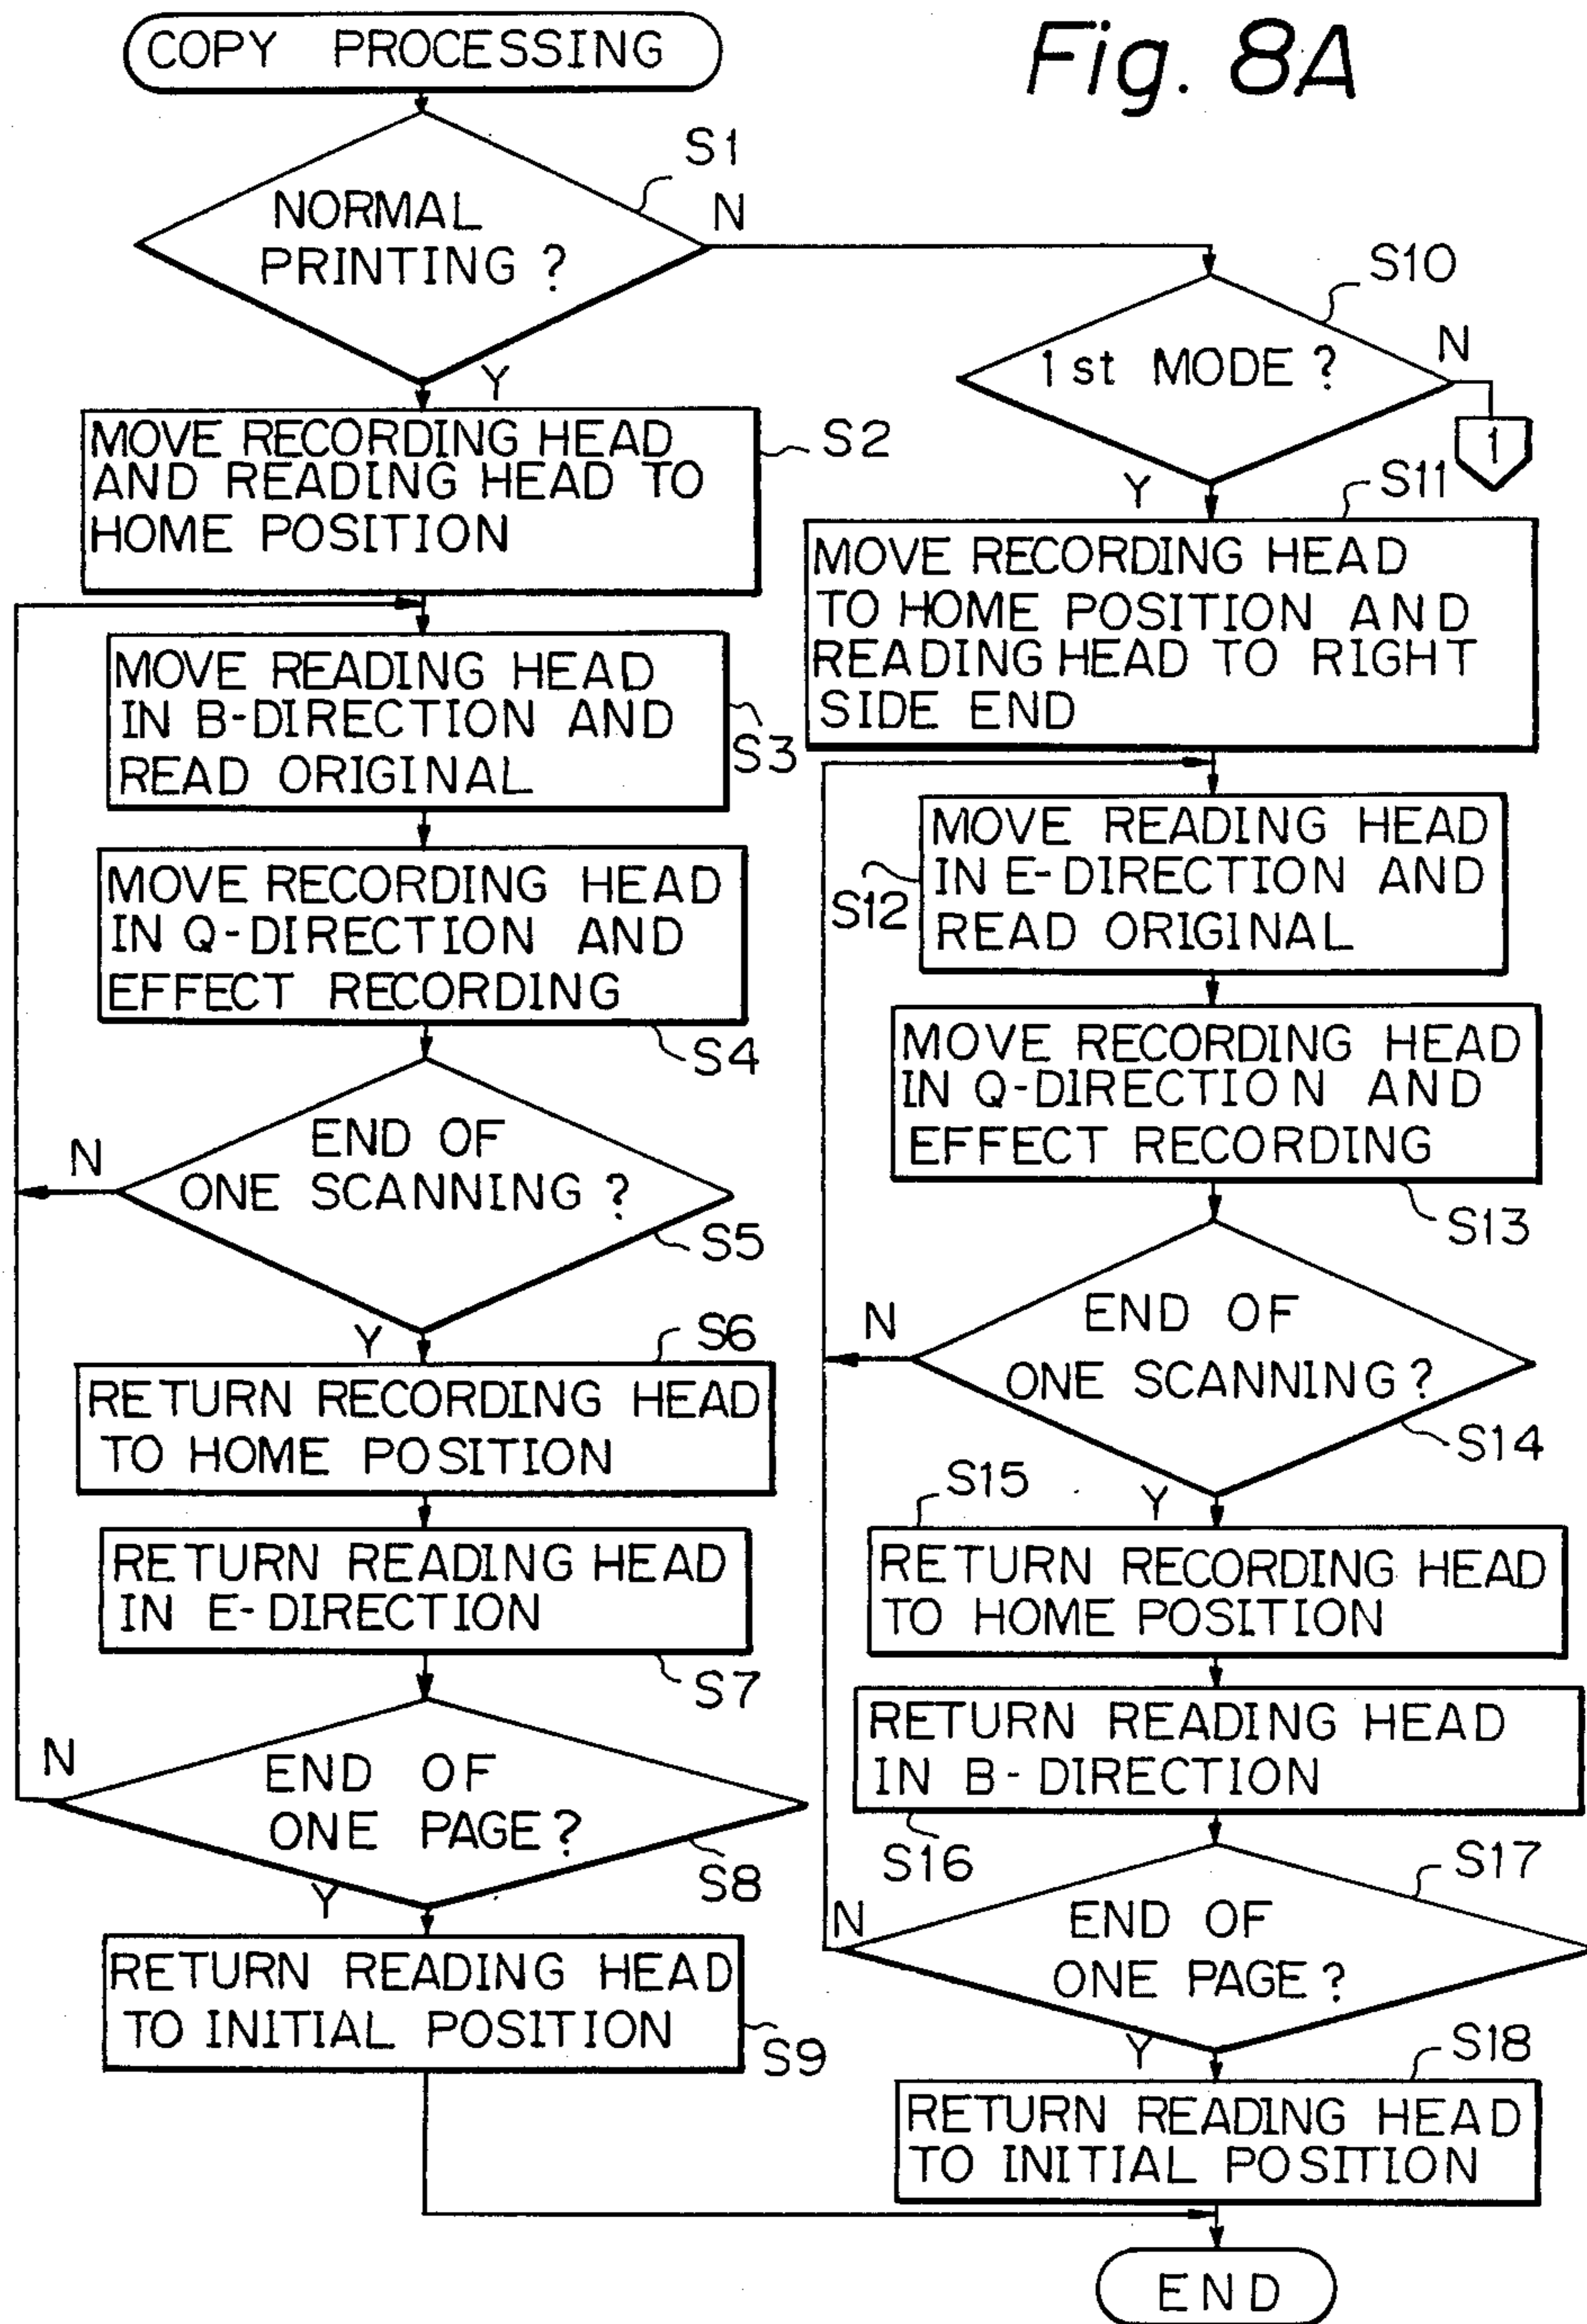 Fig. 8A
COPY PROCESSING
S1
NORMAL
PRINTING ?
N
Y
S2
MOVE RECORDING HEAD
AND READING HEAD TO
HOME POSITION
MOVE READING HEAD
IN B-DIRECTION AND
READ ORIGINAL
S3
MOVE RECORDING HEAD
IN Q-DIRECTION AND
EFFECT RECORDING
S4
END OF
ONE SCANNING ?
N
S5
Y
S6
RETURN RECORDING HEAD
TO HOME POSITION
RETURN READING HEAD
IN E-DIRECTION
S7
N
END OF
ONE PAGE ?
S8
Y
RETURN READING HEAD
TO INITIAL POSITION
S9
S10
1st MODE ?
N
1
Y
S11
MOVE RECORDING HEAD
TO HOME POSITION AND
READING HEAD TO RIGHT
SIDE END
MOVE READING HEAD
IN E-DIRECTION AND
READ ORIGINAL
S12
MOVE RECORDING HEAD
IN Q-DIRECTION AND
EFFECT RECORDING
S13
END OF
ONE SCANNING ?
N
S14
Y
S15
RETURN RECORDING HEAD
TO HOME POSITION
RETURN READING HEAD
IN B-DIRECTION
S16
S17
N
END OF
ONE PAGE ?
Y
S18
RETURN READING HEAD
TO INITIAL POSITION
END